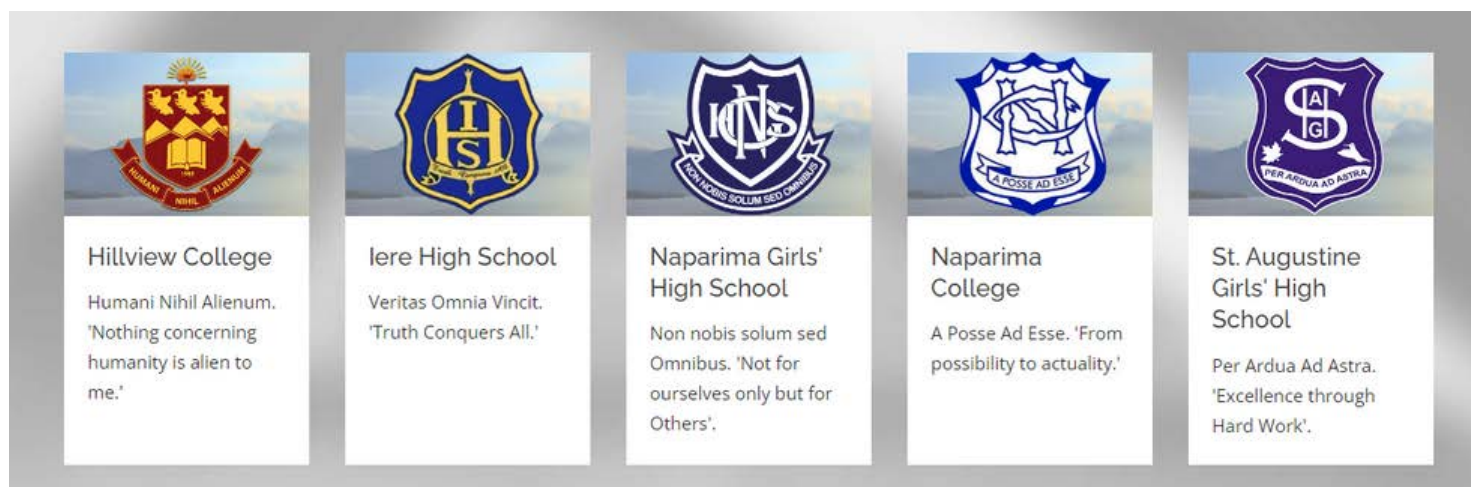 HUMANI NIHIL ALIENUM
Hillview College
Humani Nihil Alienum.
'Nothing concerning
humanity is alien to
me.'
I
H
S
Iere High School
Veritas Omnia Vincit.
'Truth Conquers All.'
NGHS
NON NOBIS SOLUM SED OMNIBUS
Naparima Girls'
High School
Non nobis solum sed
Omnibus. 'Not for
ourselves only but for
Others'.
NC
A POSSE AD ESSE
Naparima
College
A Posse Ad Esse. 'From
possibility to actuality.'
S
A
G
H
PER ARDUA AD ASTRA
St. Augustine
Girls' High
School
Per Ardua Ad Astra.
'Excellence through
Hard Work'.